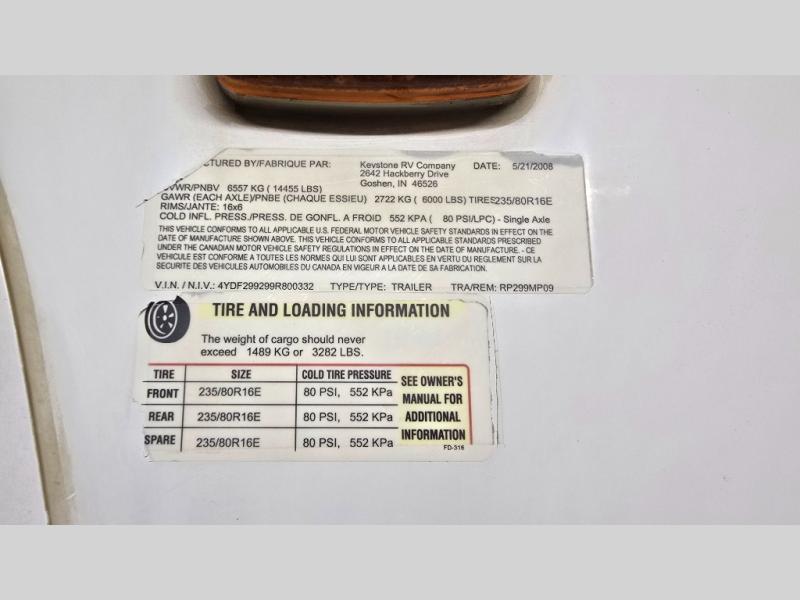 CTURED BY/FABRIQUE PAR: Keystone RV Company DATE: 5/21/2008
2642 Hackberry Drive
Goshen, IN 46526
GVWR/PNBV 6557 KG ( 14455 LBS)
GAWR (EACH AXLE)/PNBE (CHAQUE ESSIEU) 2722 KG ( 6000 LBS) TIRES235/80R16E
RIMS/JANTE: 16x6
COLD INFL. PRESS./PRESS. DE GONFL. A FROID 552 KPA ( 80 PSI/LPC) - Single Axle
THIS VEHICLE CONFORMS TO ALL APPLICABLE U.S. FEDERAL MOTOR VEHICLE SAFETY STANDARDS IN EFFECT ON THE
DATE OF MANUFACTURE SHOWN ABOVE. THIS VEHICLE CONFORMS TO ALL APPLICABLE STANDARDS PRESCRIBED
UNDER THE CANADIAN MOTOR VEHICLE SAFETY REGULATIONS IN EFFECT ON THE DATE OF MANUFACTURE. - CE
VEHICULE EST CONFORME A TOUTES LES NORMES QUI LUI SONT APPLICABLES EN VERTU DU REGLEMENT SUR LA
SECURITE DES VEHICULES AUTOMOBILES DU CANADA EN VIGEUR A LA DATE DE SA FABRICATION.
V.I.N. / N.I.V.: 4YDF299299R800332 TYPE/TYPE: TRAILER TRA/REM: RP299MP09
TIRE AND LOADING INFORMATION
The weight of cargo should never
exceed 1489 KG or 3282 LBS.
TIRE SIZE COLD TIRE PRESSURE
FRONT 235/80R16E 80 PSI, 552 KPa
REAR 235/80R16E 80 PSI, 552 KPa
SPARE 235/80R16E 80 PSI, 552 KPa
SEE OWNER'S
MANUAL FOR
ADDITIONAL
INFORMATION
FD-316